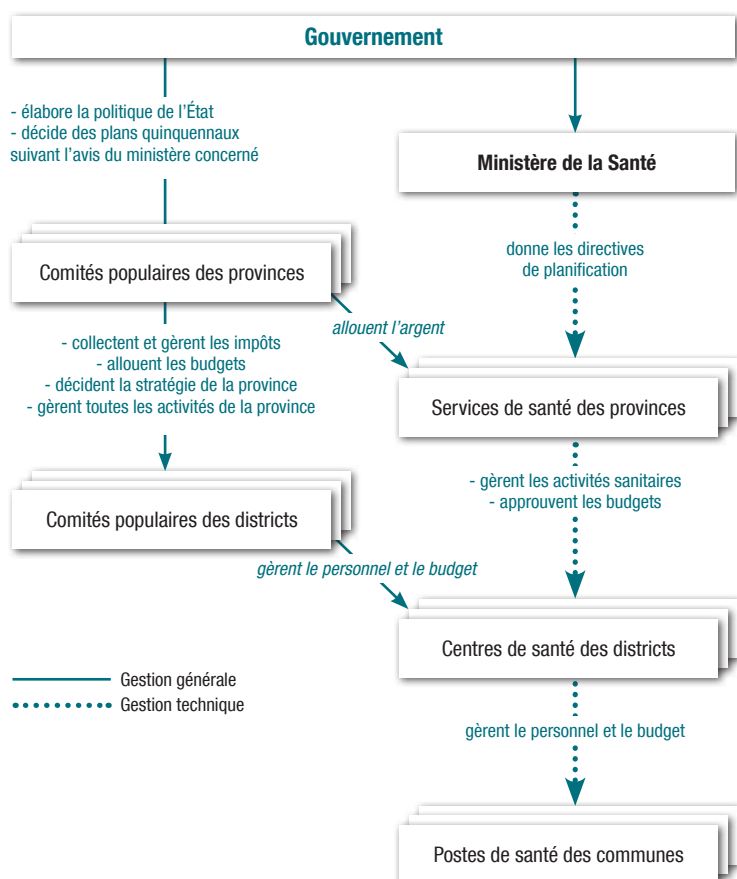 Gouvernement
- élabore la politique de l’État
- décide des plans quinquennaux
suivant l’avis du ministère concerné
Ministère de la Santé
donne les directives
de planification
Comités populaires des provinces
allouent l’argent
- collectent et gèrent les impôts
- allouent les budgets
- décident la stratégie de la province
- gèrent toutes les activités de la province
Services de santé des provinces
- gèrent les activités sanitaires
- approuvent les budgets
Comités populaires des districts
gèrent le personnel et le budget
Centres de santé des districts
Gestion générale
Gestion technique
gèrent le personnel et le budget
Postes de santé des communes